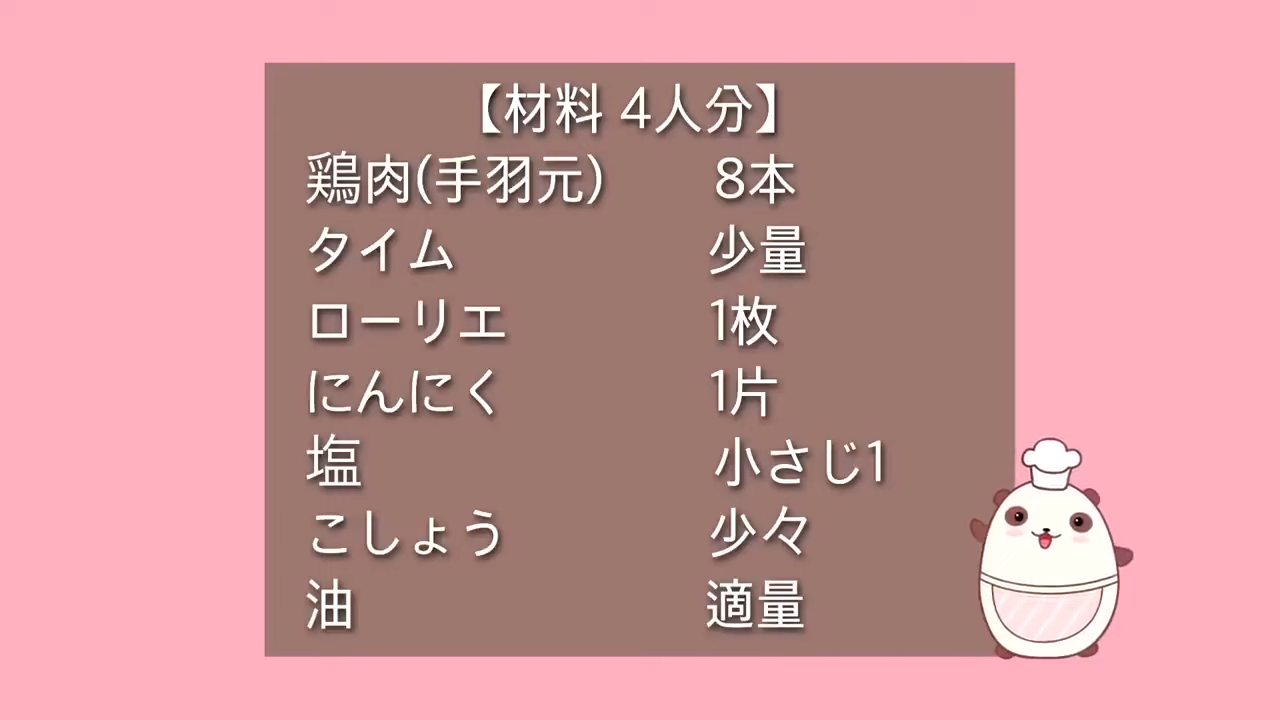 【材料 4人分】
鶏肉(手羽元) 8本
タイム 少量
ローリエ 1枚
にんにく 1片
塩 小さじ1
こしょう 少々
油 適量